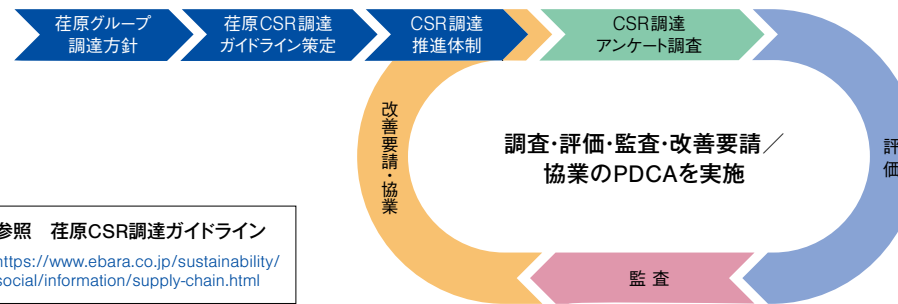 荏原グループ
調達方針
荏原CSR調達
ガイドライン策定
CSR調達
推進体制
CSR調達
アンケート調査
改善要請・協業
調査・評価・監査・改善要請／
協業のPDCAを実施
評価
監 査
参照　荏原CSR調達ガイドライン
https://www.ebara.co.jp/sustainability/
social/information/supply-chain.html